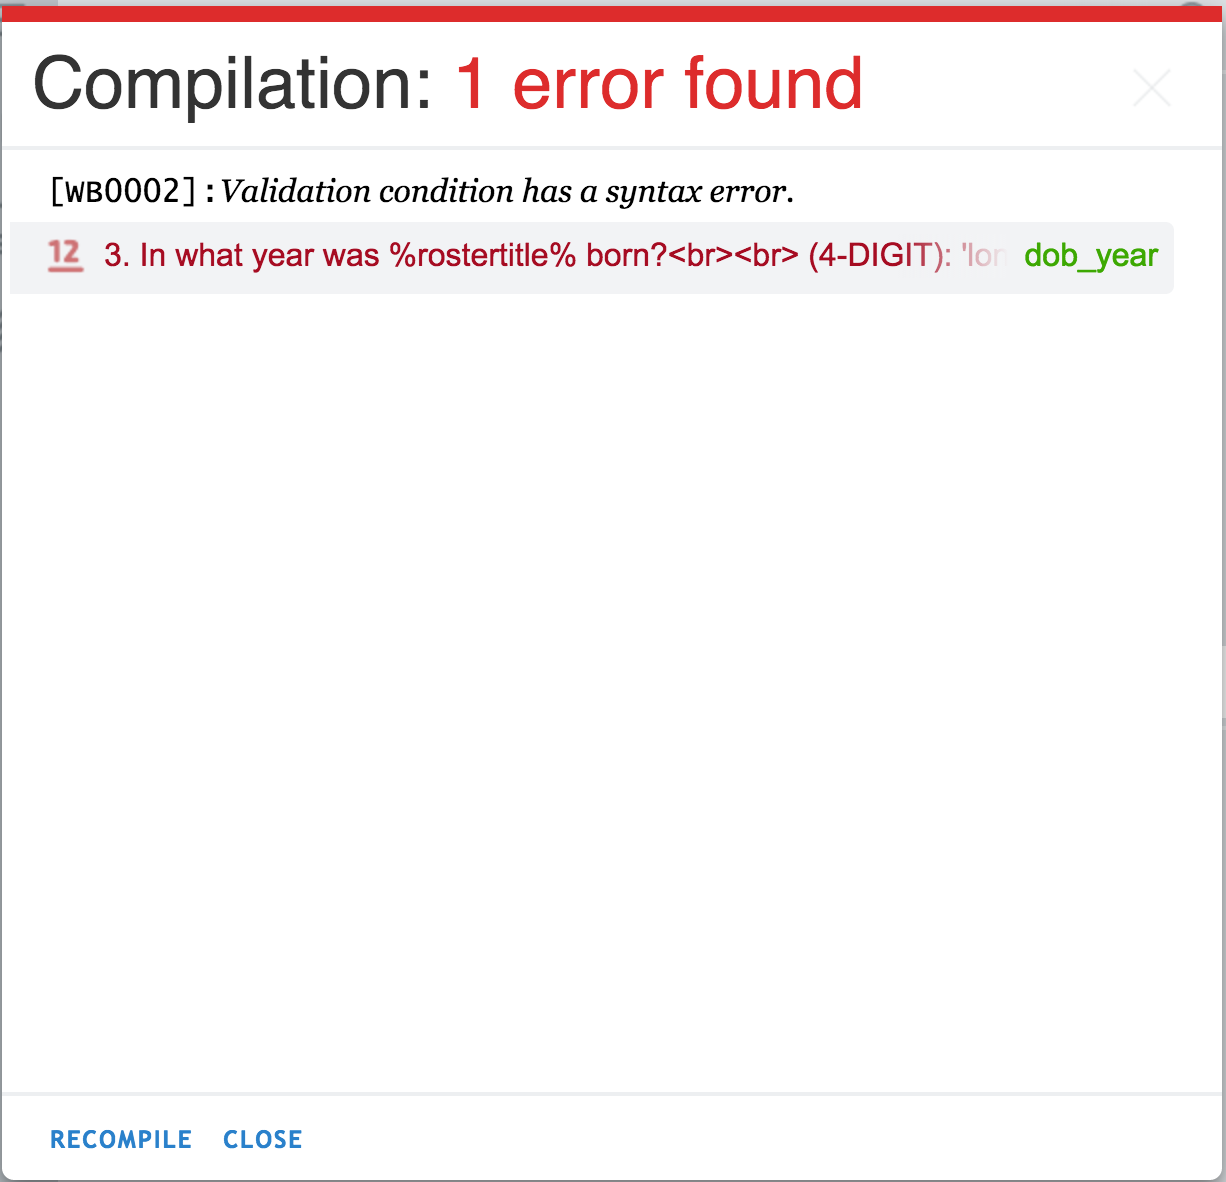 Compilation: 1 error found
[WB0002]: Validation condition has a syntax error.
12 3. In what year was %rostertitle% born?<br><br> (4-DIGIT): 'lon dob_year
RECOMPILE CLOSE